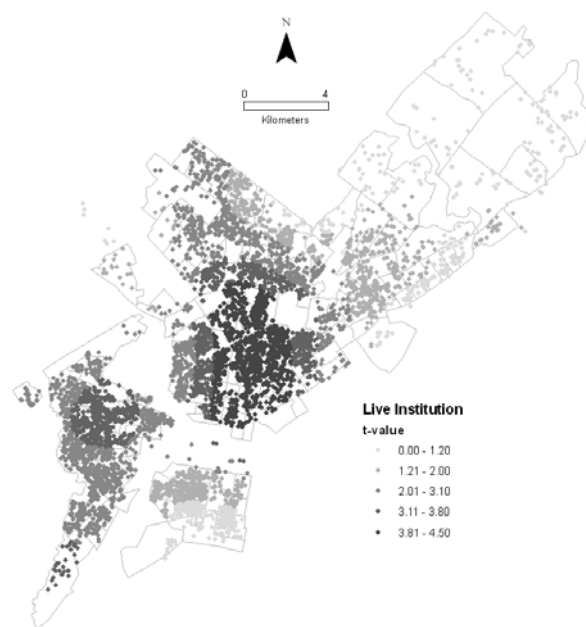 N
0 4
Kilometers
Live Institution
t-value
0.00 - 1.20
1.21 - 2.00
2.01 - 3.10
3.11 - 3.80
3.81 - 4.50